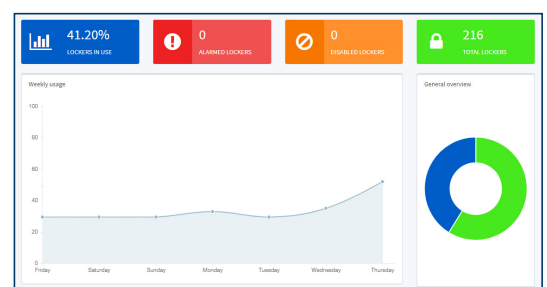 41.20%
LOCKERS IN USE
0
ALARMED LOCKERS
0
DISABLED LOCKERS
216
TOTAL LOCKERS
Weekly usage
General overview
100
80
60
40
20
0
Friday Saturday Sunday Monday Tuesday Wednesday Thursday